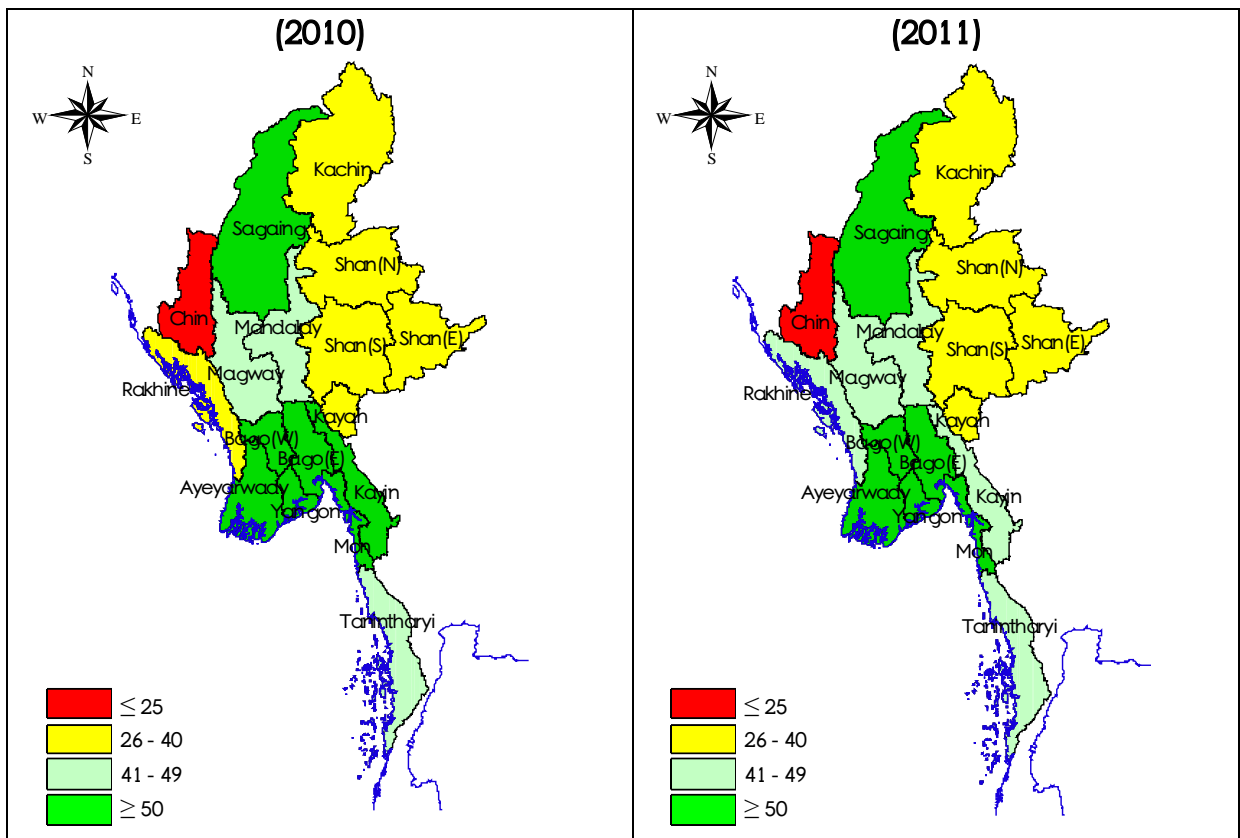 (2010)
N
W
E
S
Kachin
Sagaing
Shan(N)
Chin
Mandalay
Shan(S)
Shan(E)
Magway
Rakhine
Kayah
Bago(W)
Bago(E)
Ayeyarwady
Kayin
Yangon
Mon
Tanintharyi
≤ 25
26 - 40
41 - 49
≥ 50
(2011)
N
W
E
S
Kachin
Sagaing
Shan(N)
Chin
Mandalay
Shan(S)
Shan(E)
Magway
Rakhine
Kayah
Bago(W)
Bago(E)
Ayeyarwady
Kayin
Yangon
Mon
Tanintharyi
≤ 25
26 - 40
41 - 49
≥ 50